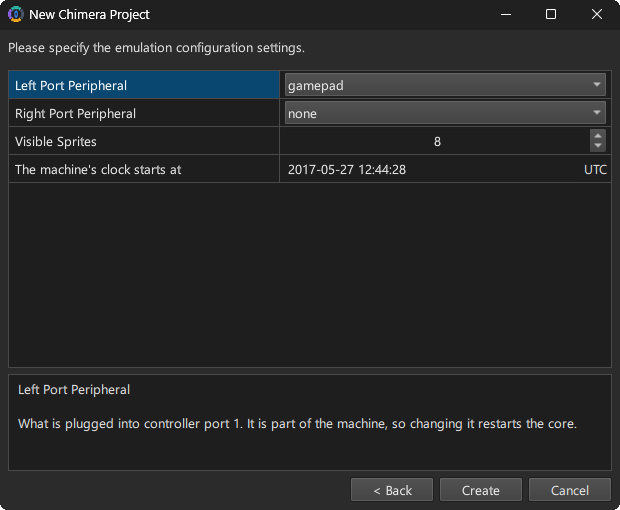 New Chimera Project
Please specify the emulation configuration settings.
Left Port Peripheral gamepad
Right Port Peripheral none
Visible Sprites 8
The machine's clock starts at 2017-05-27 12:44:28 UTC
Left Port Peripheral
What is plugged into controller port 1. It is part of the machine, so changing it restarts the core.
< Back Create Cancel